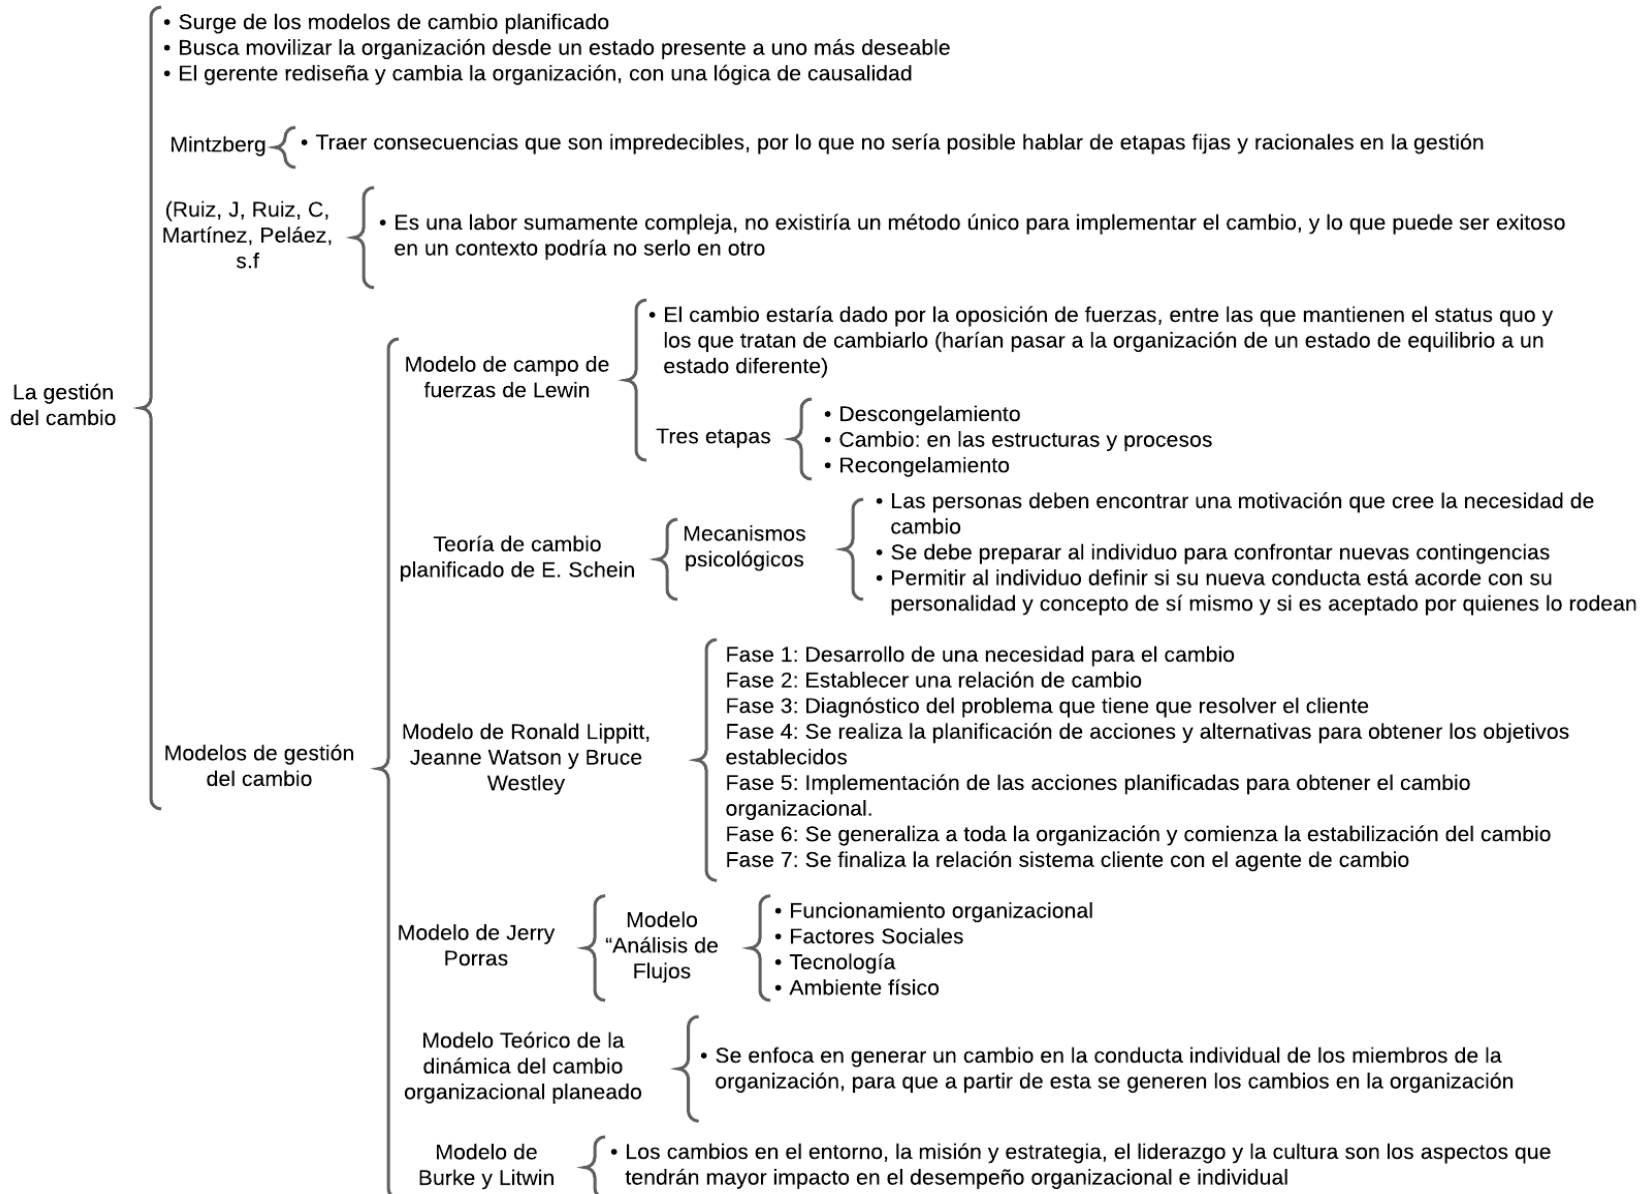 • Surge de los modelos de cambio planificado
• Busca movilizar la organización desde un estado presente a uno más deseable
• El gerente rediseña y cambia la organización, con una lógica de causalidad
Mintzberg
• Traer consecuencias que son impredecibles, por lo que no sería posible hablar de etapas fijas y racionales en la gestión
(Ruiz, J, Ruiz, C,
Martínez, Peláez,
s.f
• Es una labor sumamente compleja, no existiría un método único para implementar el cambio, y lo que puede ser exitoso
en un contexto podría no serlo en otro
La gestión
del cambio
Modelos de gestión
del cambio
Modelo de campo de
fuerzas de Lewin
• El cambio estaría dado por la oposición de fuerzas, entre las que mantienen el status quo y
los que tratan de cambiarlo (harían pasar a la organización de un estado de equilibrio a un
estado diferente)
Tres etapas
• Descongelamiento
• Cambio: en las estructuras y procesos
• Recongelamiento
Teoría de cambio
planificado de E. Schein
Mecanismos
psicológicos
• Las personas deben encontrar una motivación que cree la necesidad de
cambio
• Se debe preparar al individuo para confrontar nuevas contingencias
• Permitir al individuo definir si su nueva conducta está acorde con su
personalidad y concepto de sí mismo y si es aceptado por quienes lo rodean
Modelo de Ronald Lippitt,
Jeanne Watson y Bruce
Westley
Fase 1: Desarrollo de una necesidad para el cambio
Fase 2: Establecer una relación de cambio
Fase 3: Diagnóstico del problema que tiene que resolver el cliente
Fase 4: Se realiza la planificación de acciones y alternativas para obtener los objetivos
establecidos
Fase 5: Implementación de las acciones planificadas para obtener el cambio
organizacional.
Fase 6: Se generaliza a toda la organización y comienza la estabilización del cambio
Fase 7: Se finaliza la relación sistema cliente con el agente de cambio
Modelo de Jerry
Porras
Modelo
“Análisis de
Flujos
• Funcionamiento organizacional
• Factores Sociales
• Tecnología
• Ambiente físico
Modelo Teórico de la
dinámica del cambio
organizacional planeado
• Se enfoca en generar un cambio en la conducta individual de los miembros de la
organización, para que a partir de esta se generen los cambios en la organización
Modelo de
Burke y Litwin
• Los cambios en el entorno, la misión y estrategia, el liderazgo y la cultura son los aspectos que
tendrán mayor impacto en el desempeño organizacional e individual